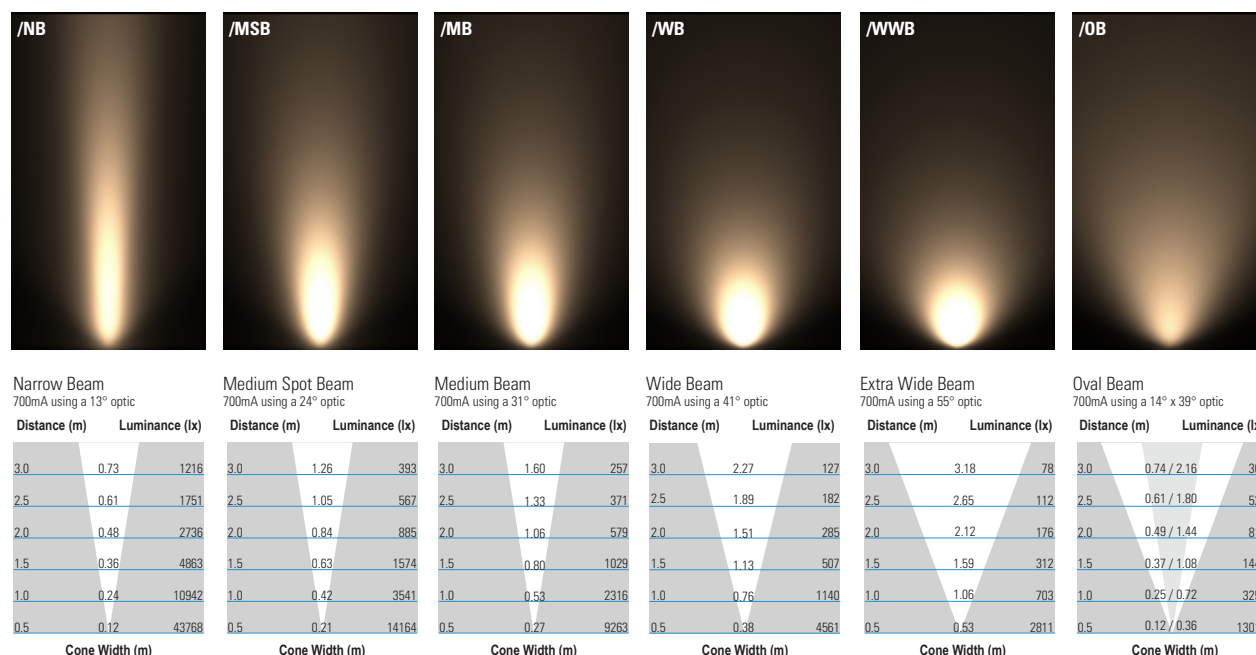 /NB
/MSB
/MB
/WB
/WWB
/OB
Narrow Beam
700mA using a 13° optic
Distance (m) Luminance (lx)
3.0 0.73 1216
2.5 0.61 1751
2.0 0.48 2736
1.5 0.36 4863
1.0 0.24 10942
0.5 0.12 43768
Cone Width (m)
Medium Spot Beam
700mA using a 24° optic
Distance (m) Luminance (lx)
3.0 1.26 393
2.5 1.05 567
2.0 0.84 885
1.5 0.63 1574
1.0 0.42 3541
0.5 0.21 14164
Cone Width (m)
Medium Beam
700mA using a 31° optic
Distance (m) Luminance (lx)
3.0 1.60 257
2.5 1.33 371
2.0 1.06 579
1.5 0.80 1029
1.0 0.53 2316
0.5 0.27 9263
Cone Width (m)
Wide Beam
700mA using a 41° optic
Distance (m) Luminance (lx)
3.0 2.27 127
2.5 1.89 182
2.0 1.51 285
1.5 1.13 507
1.0 0.76 1140
0.5 0.38 4561
Cone Width (m)
Extra Wide Beam
700mA using a 55° optic
Distance (m) Luminance (lx)
3.0 3.18 78
2.5 2.65 112
2.0 2.12 176
1.5 1.59 312
1.0 1.06 703
0.5 0.53 2811
Cone Width (m)
Oval Beam
700mA using a 14° x 39° optic
Distance (m) Luminance
3.0 0.74 / 2.16
2.5 0.61 / 1.80
2.0 0.49 / 1.44
1.5 0.37 / 1.08
1.0 0.25 / 0.72
0.5 0.12 / 0.36
Cone Width (m)